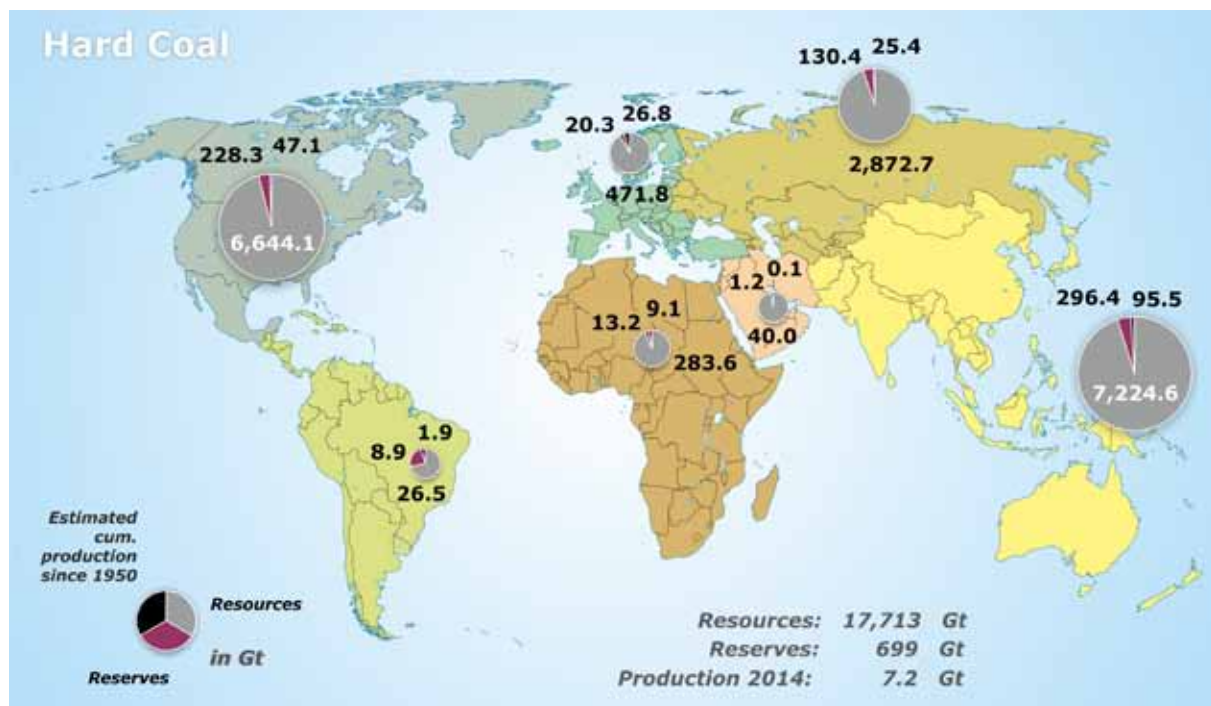 Hard Coal
130.4 25.4
2,872.7
20.3 26.8
471.8
228.3 47.1
6,644.1
1.2 0.1
40.0
296.4 95.5
7,224.6
13.2 9.1
283.6
8.9 1.9
26.5
Estimated
cum.
production
since 1950
Resources
in Gt
Reserves
Resources: 17,713 Gt
Reserves: 699 Gt
Production 2014: 7.2 Gt